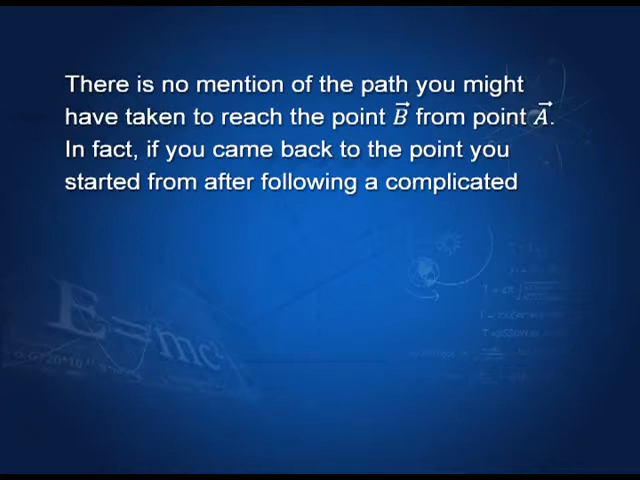 There is no mention of the path you might
have taken to reach the point B⃗ from point A⃗.
In fact, if you came back to the point you
started from after following a complicated
E=mc²